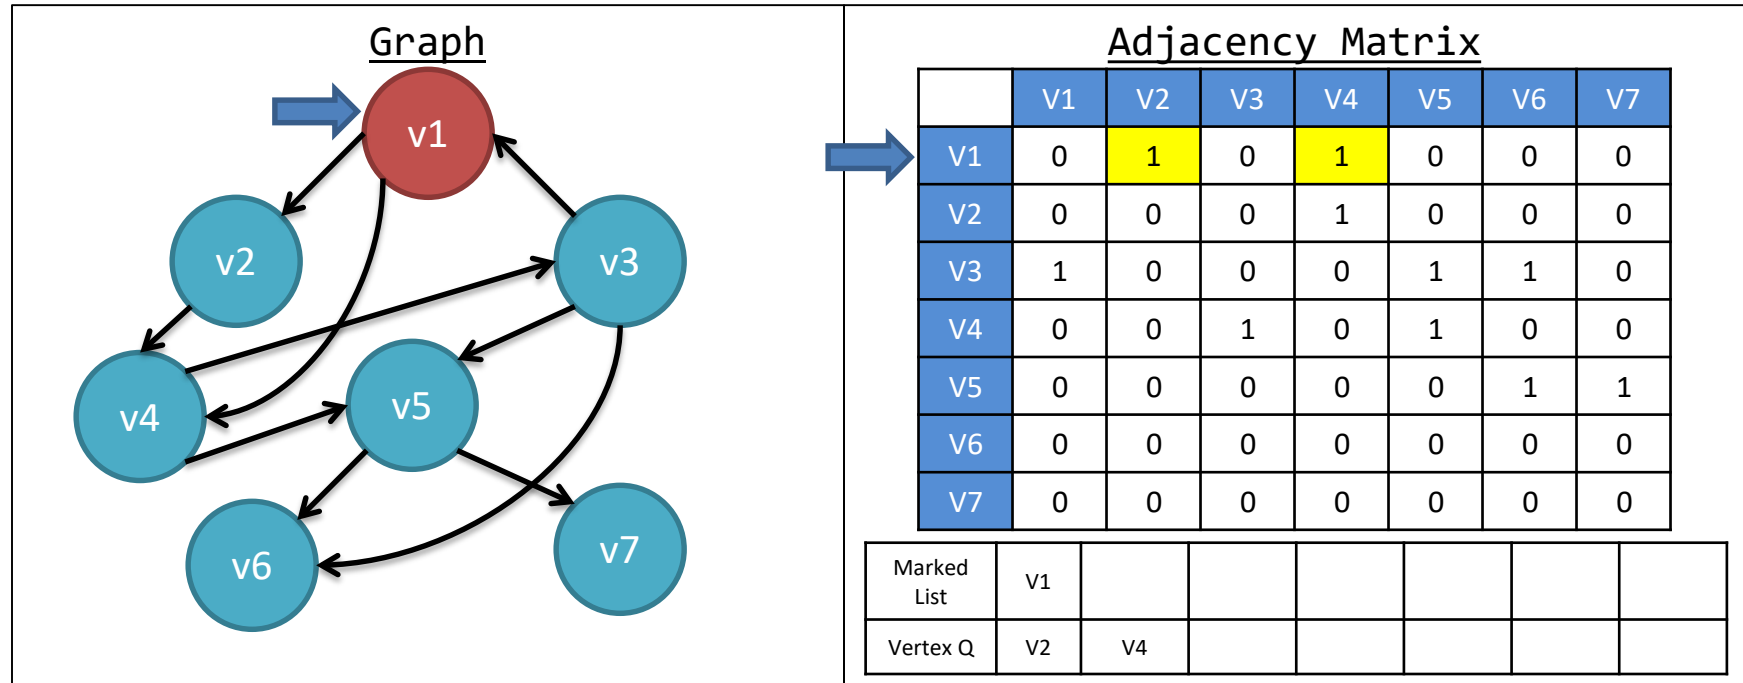 Graph
v1
v2
v3
v4
v5
v6
v7
Adjacency Matrix
V1 V2 V3 V4 V5 V6 V7
V1 0 1 0 1 0 0 0
V2 0 0 0 1 0 0 0
V3 1 0 0 0 1 1 0
V4 0 0 1 0 1 0 0
V5 0 0 0 0 0 1 1
V6 0 0 0 0 0 0 0
V7 0 0 0 0 0 0 0
Marked
List V1
Vertex Q V2 V4